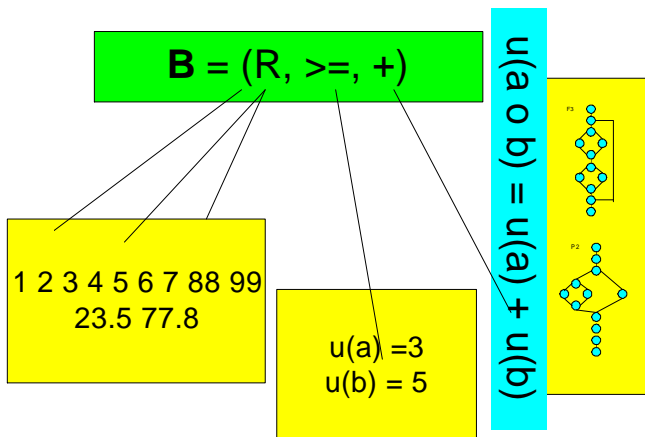 B = (R, >=, +)
1 2 3 4 5 6 7 88 99
23.5 77.8
u(a) =3
u(b) = 5
u(a o b) = u(a) + u(b)
P3
P2